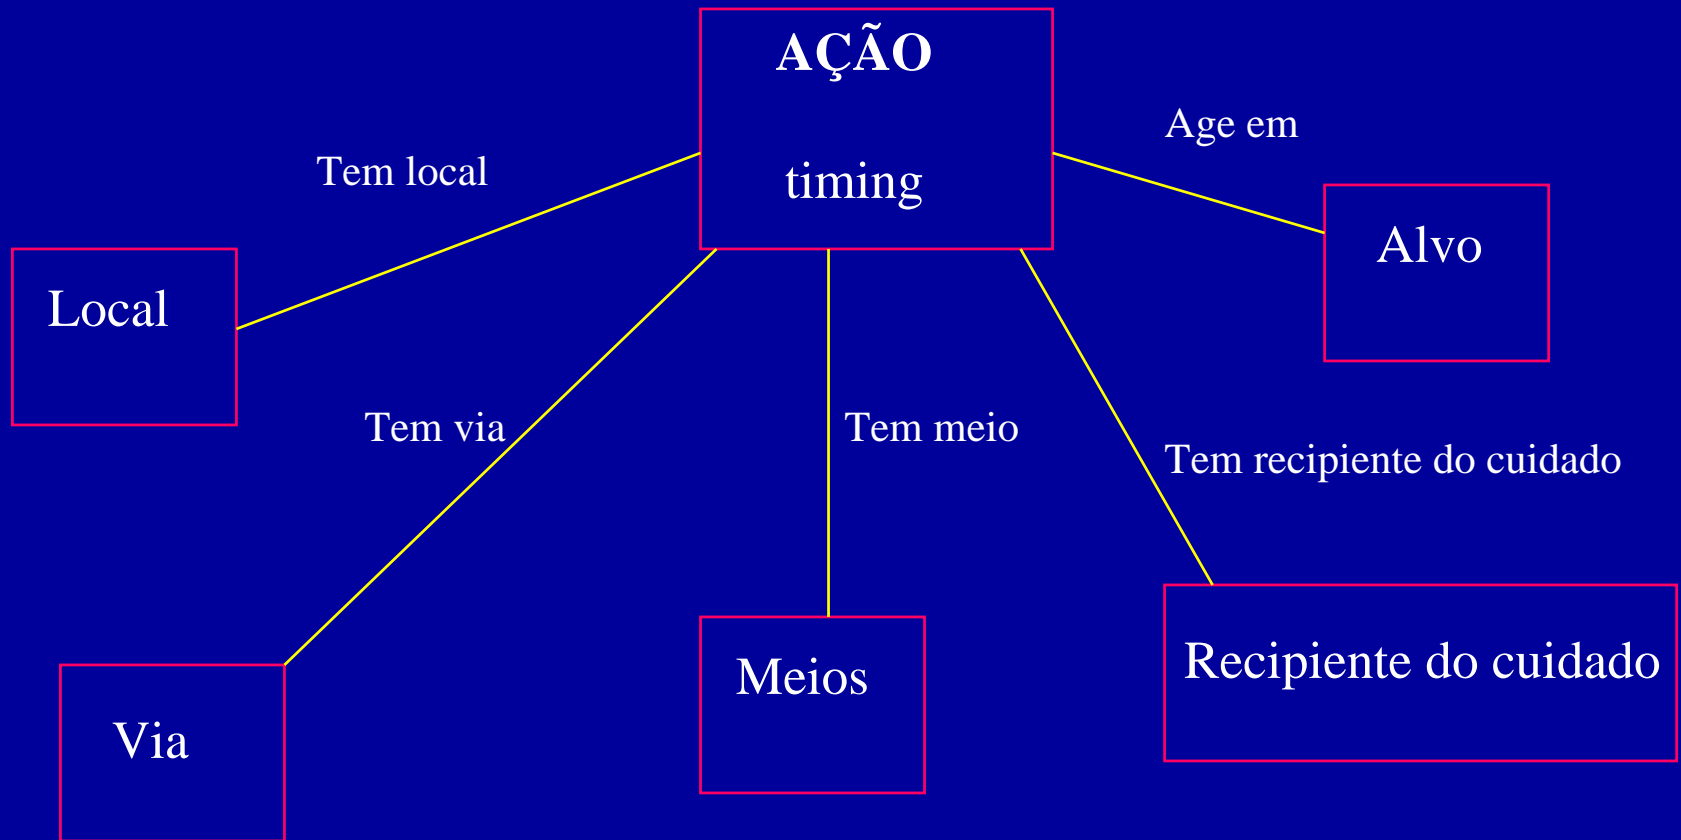 AÇÃO
timing
Age em
Tem local
Alvo
Local
Tem via
Tem meio
Tem recipiente do cuidado
Recipiente do cuidado
Meios
Via